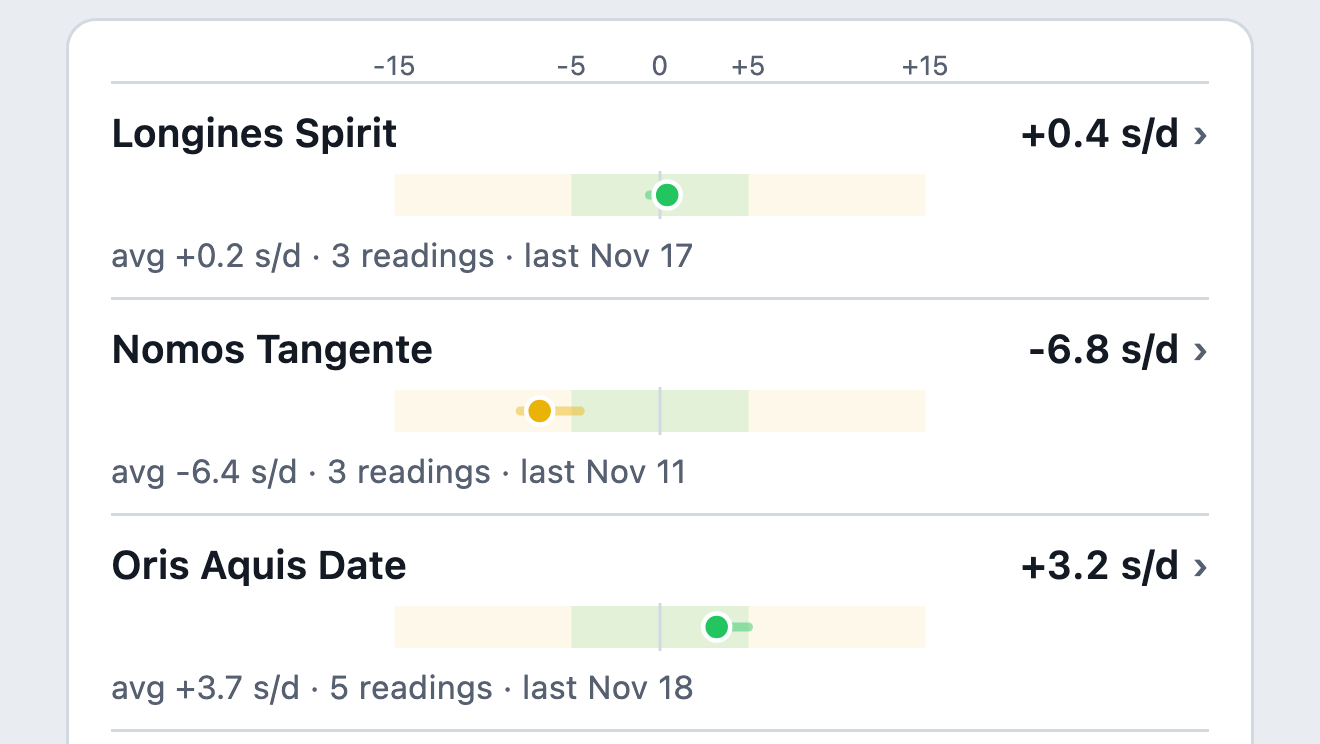 -15 -5 0 +5 +15
Longines Spirit +0.4 s/d ›
avg +0.2 s/d · 3 readings · last Nov 17
Nomos Tangente -6.8 s/d ›
avg -6.4 s/d · 3 readings · last Nov 11
Oris Aquis Date +3.2 s/d ›
avg +3.7 s/d · 5 readings · last Nov 18